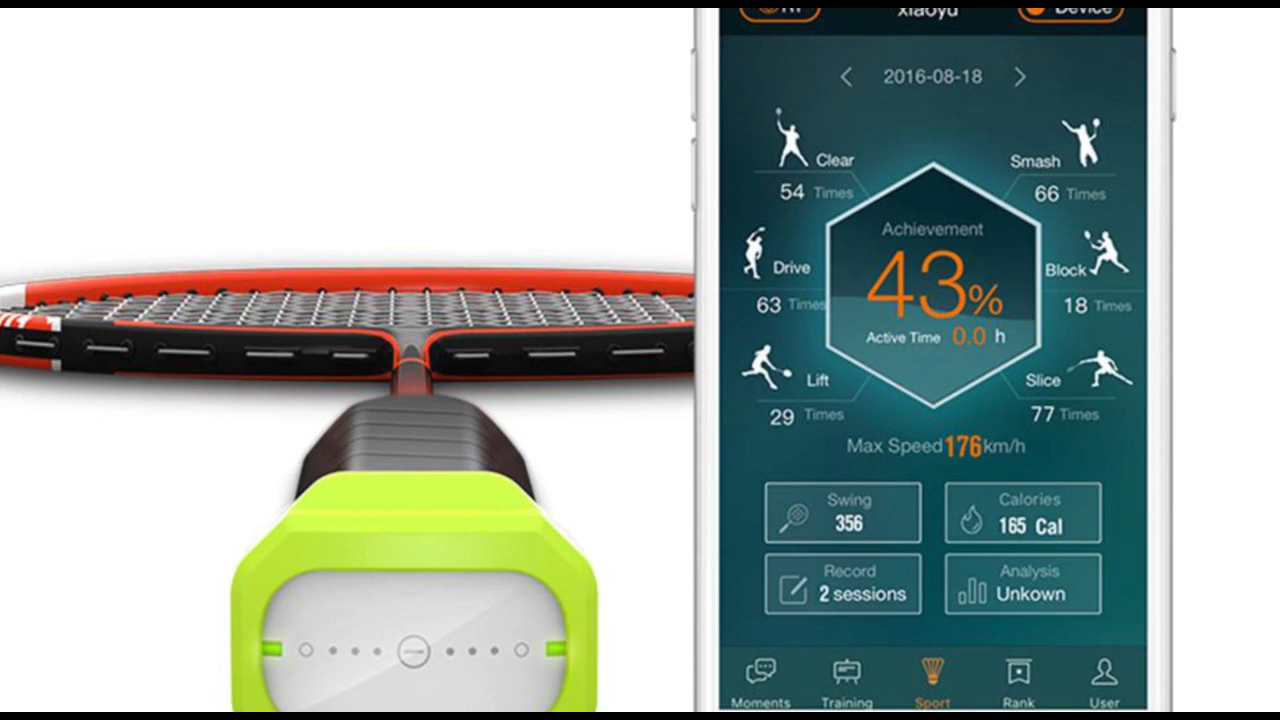 xiaoyu
Device
2016-08-18
Clear
54 Times
Smash
66 Times
Drive
63 Times
Achievement
43%
Active Time 0.0 h
Block
18 Times
Lift
29 Times
Slice
77 Times
Max Speed 176 km/h
Swing
356
Calories
165 Cal
Record
2 sessions
Analysis
Unkown
Moments
Training
Sport
Rank
User